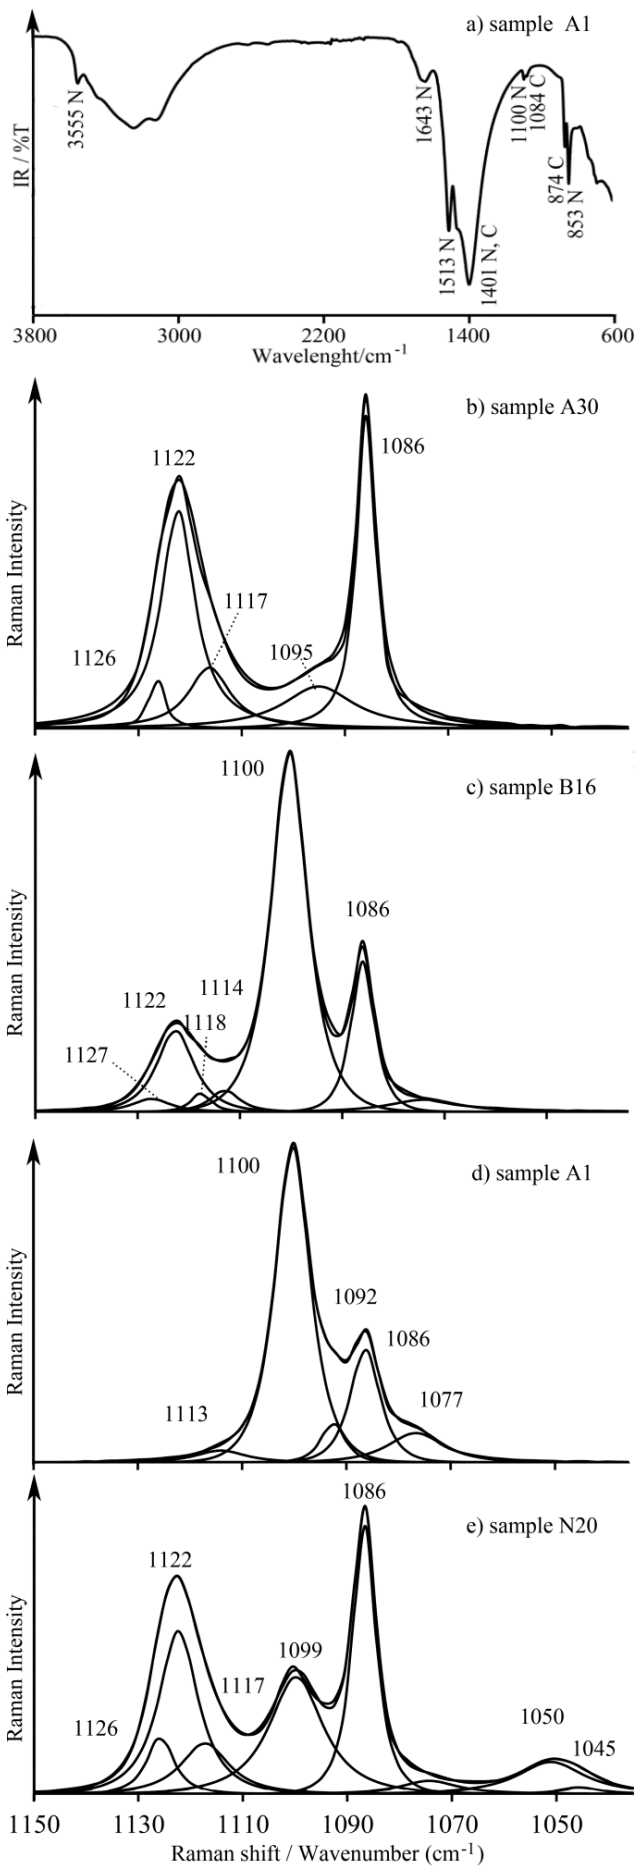 a) sample A1
IR / %T
3555 N
1643 N
1513 N
1401 N, C
1100 N
1084 C
874 C
853 N
3800 3000 2200 1400 600
Wavelenght/cm-1
b) sample A30
Raman Intensity
1122
1086
1117
1126
1095
c) sample B16
Raman Intensity
1100
1086
1122
1114
1118
1127
d) sample A1
Raman Intensity
1100
1092
1086
1077
1113
e) sample N20
Raman Intensity
1086
1122
1099
1117
1126
1050
1045
1150 1130 1110 1090 1070 1050
Raman shift / Wavenumber (cm-1)